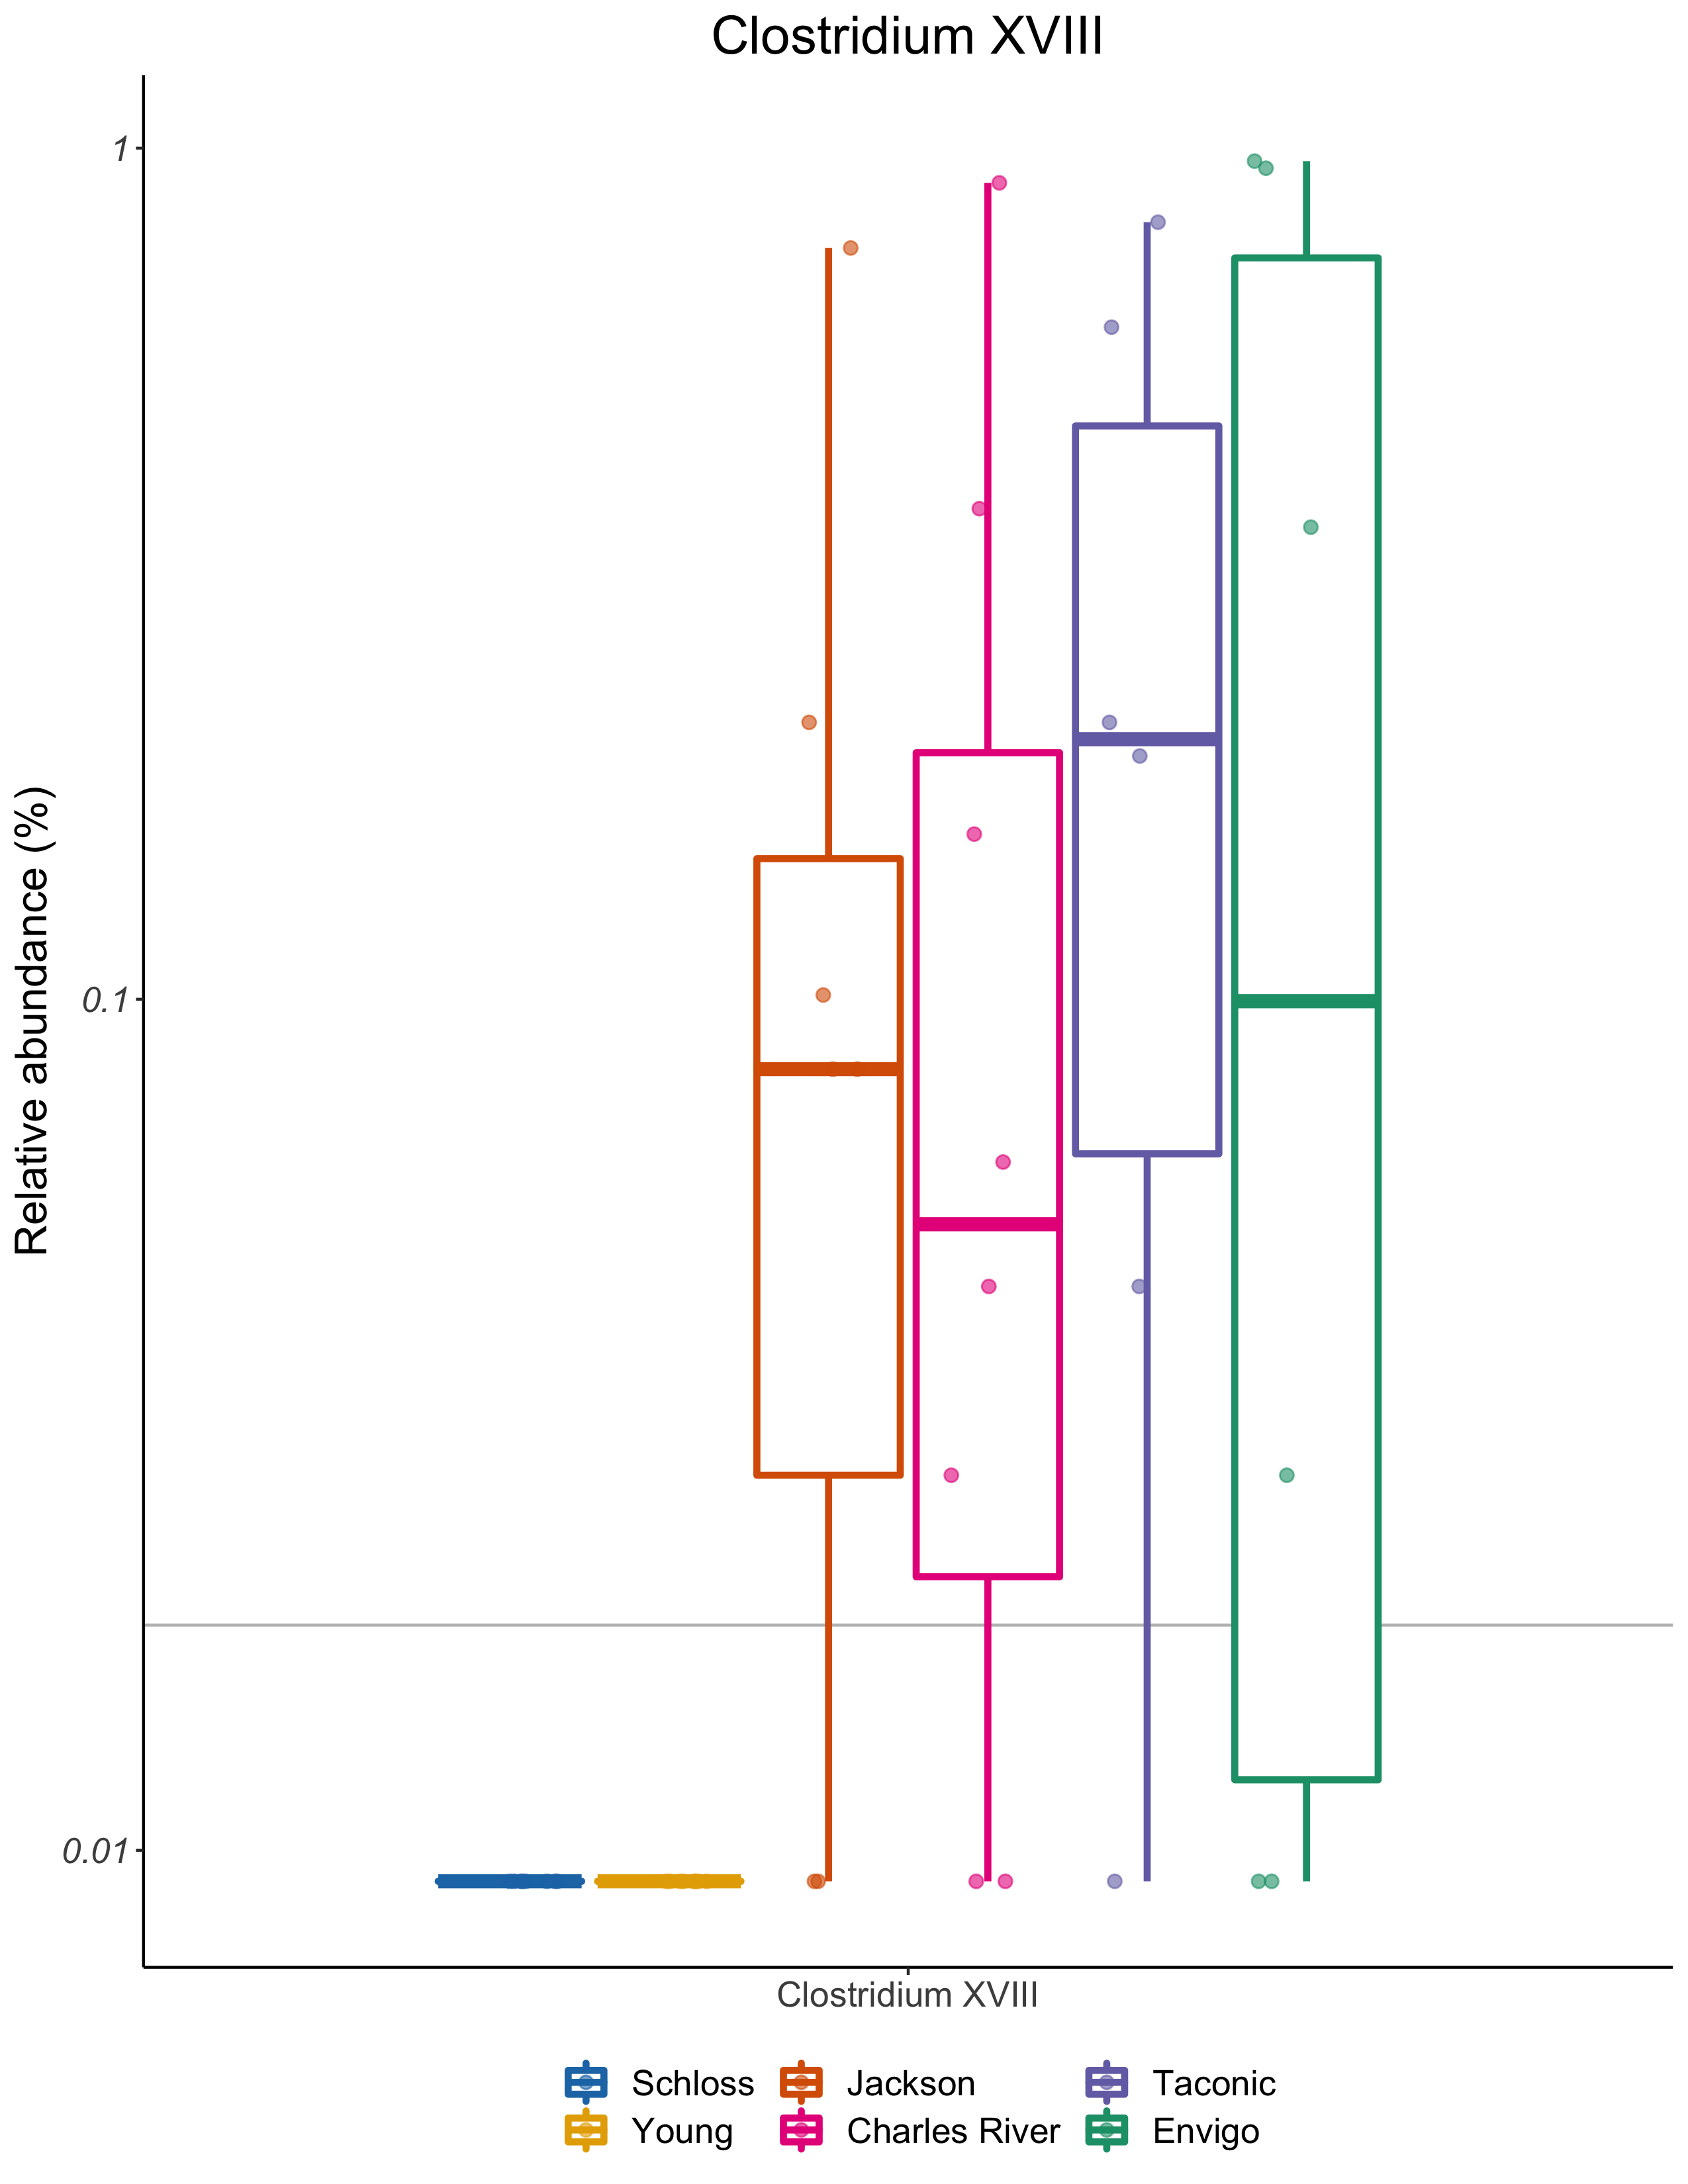 Clostridium XVIII
1
0.1
0.01
Relative abundance (%)
Clostridium XVIII
Schloss
Jackson
Taconic
Young
Charles River
Envigo